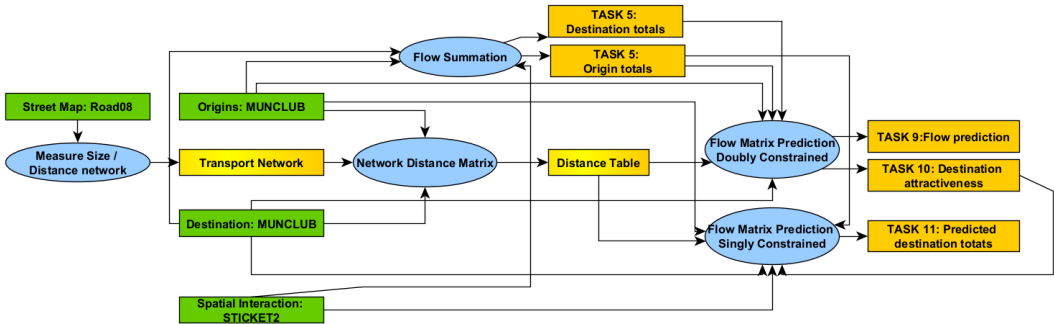 TASK 5:
Destination totals
Flow Summation
TASK 5:
Origin totals
Street Map: Road08
Origins: MUNCLUB
Measure Size /
Distance network
Transport Network
Network Distance Matrix
Distance Table
Flow Matrix Prediction
Doubly Constrained
TASK 9:Flow prediction
TASK 10: Destination
attractiveness
Destination: MUNCLUB
Flow Matrix Prediction
Singly Constrained
TASK 11: Predicted
destination totats
Spatial Interaction:
STICKET2